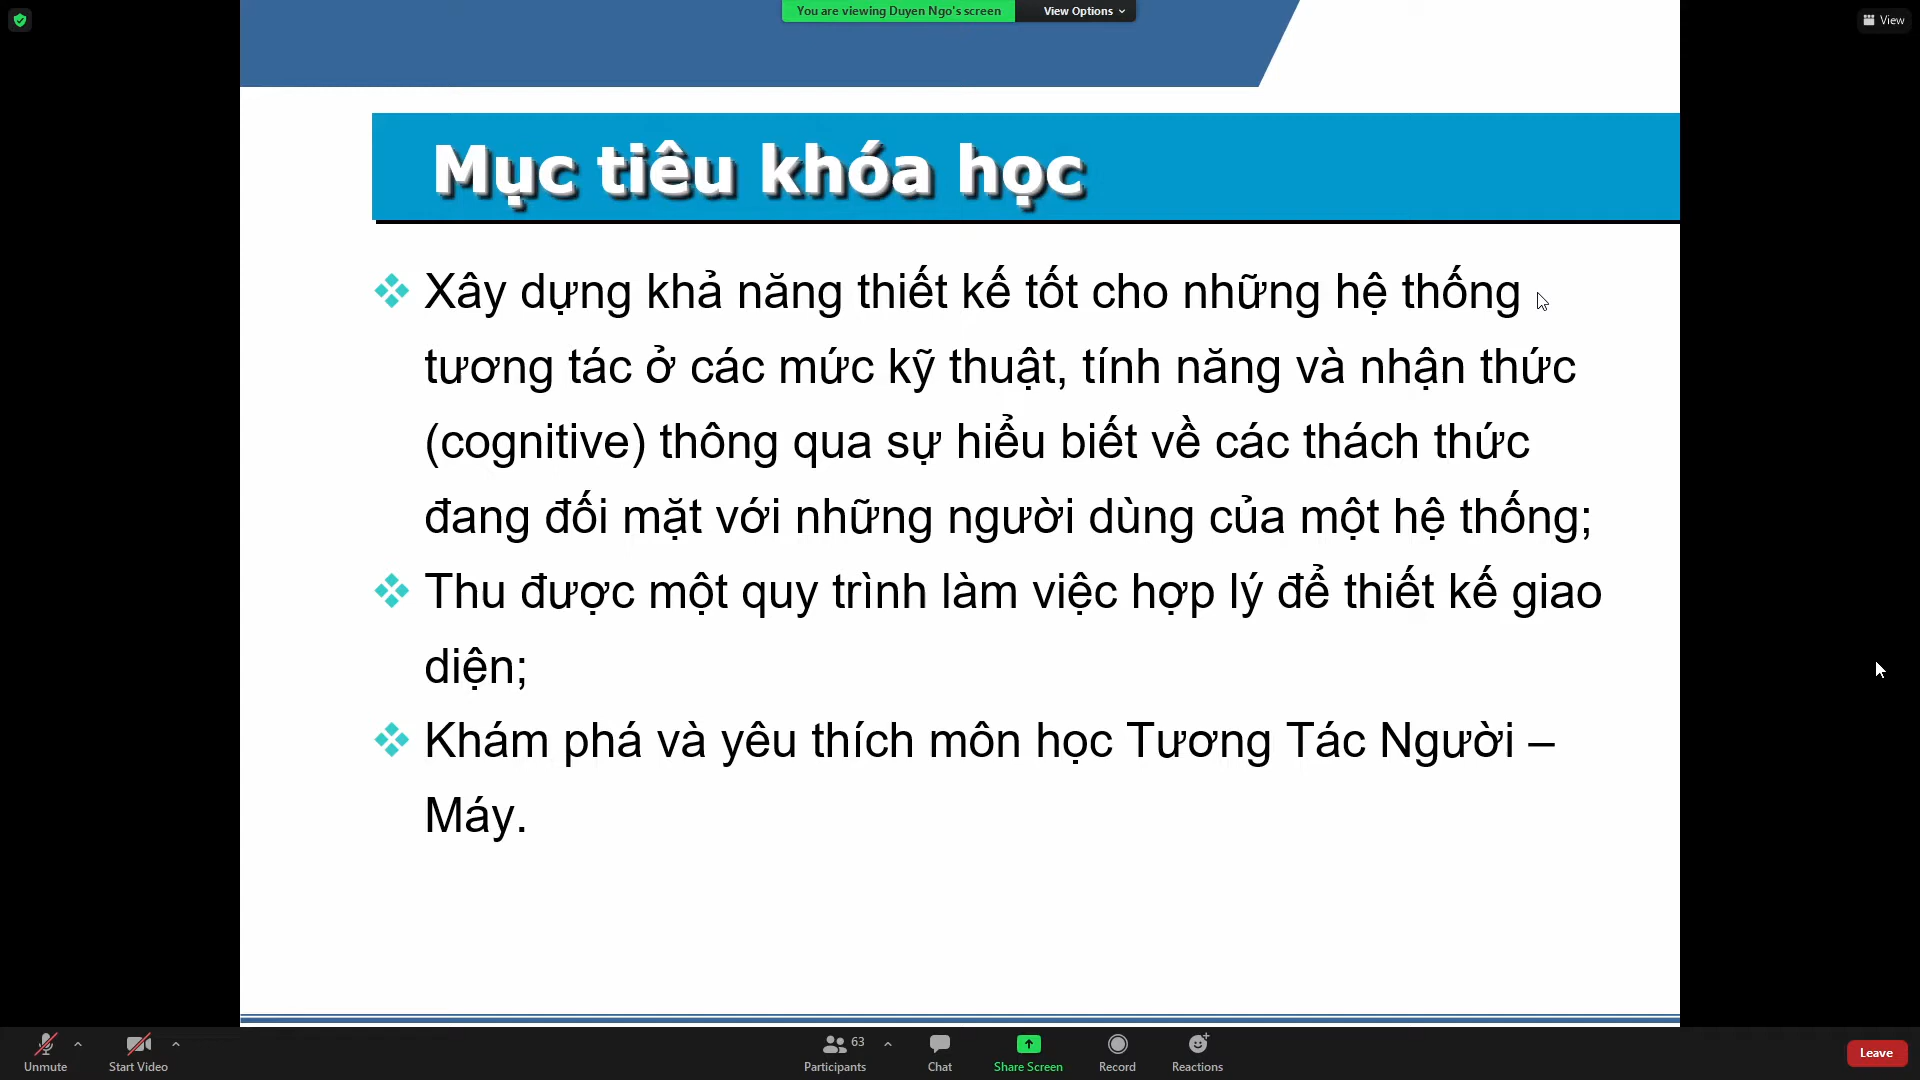 You are viewing Duyen Ngo's screen
View Options
View
Mục tiêu khóa học
Xây dựng khả năng thiết kế tốt cho những hệ thống
tương tác ở các mức kỹ thuật, tính năng và nhận thức
(cognitive) thông qua sự hiểu biết về các thách thức
đang đối mặt với những người dùng của một hệ thống;
Thu được một quy trình làm việc hợp lý để thiết kế giao
diện;
Khám phá và yêu thích môn học Tương Tác Người –
Máy.
Unmute
Start Video
63
Participants
Chat
Share Screen
Record
Reactions
Leave